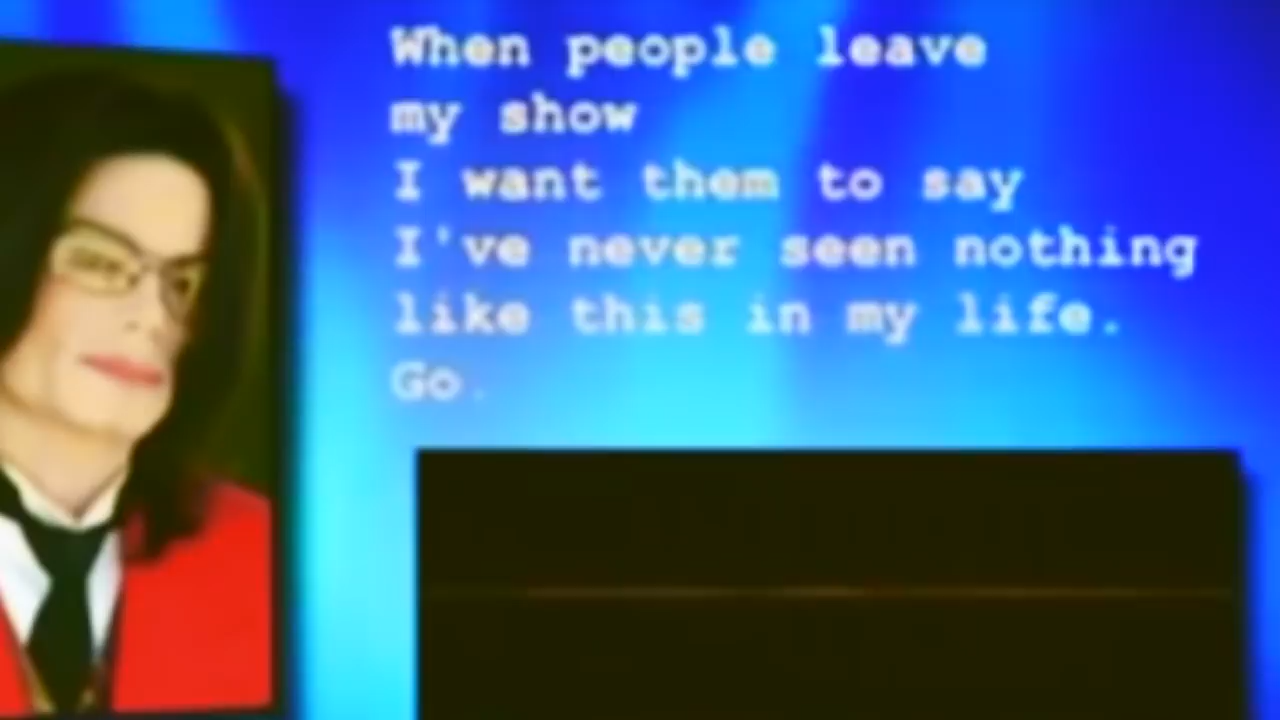 When people leave
my show
I want them to say
I've never seen nothing
like this in my life.
Go.